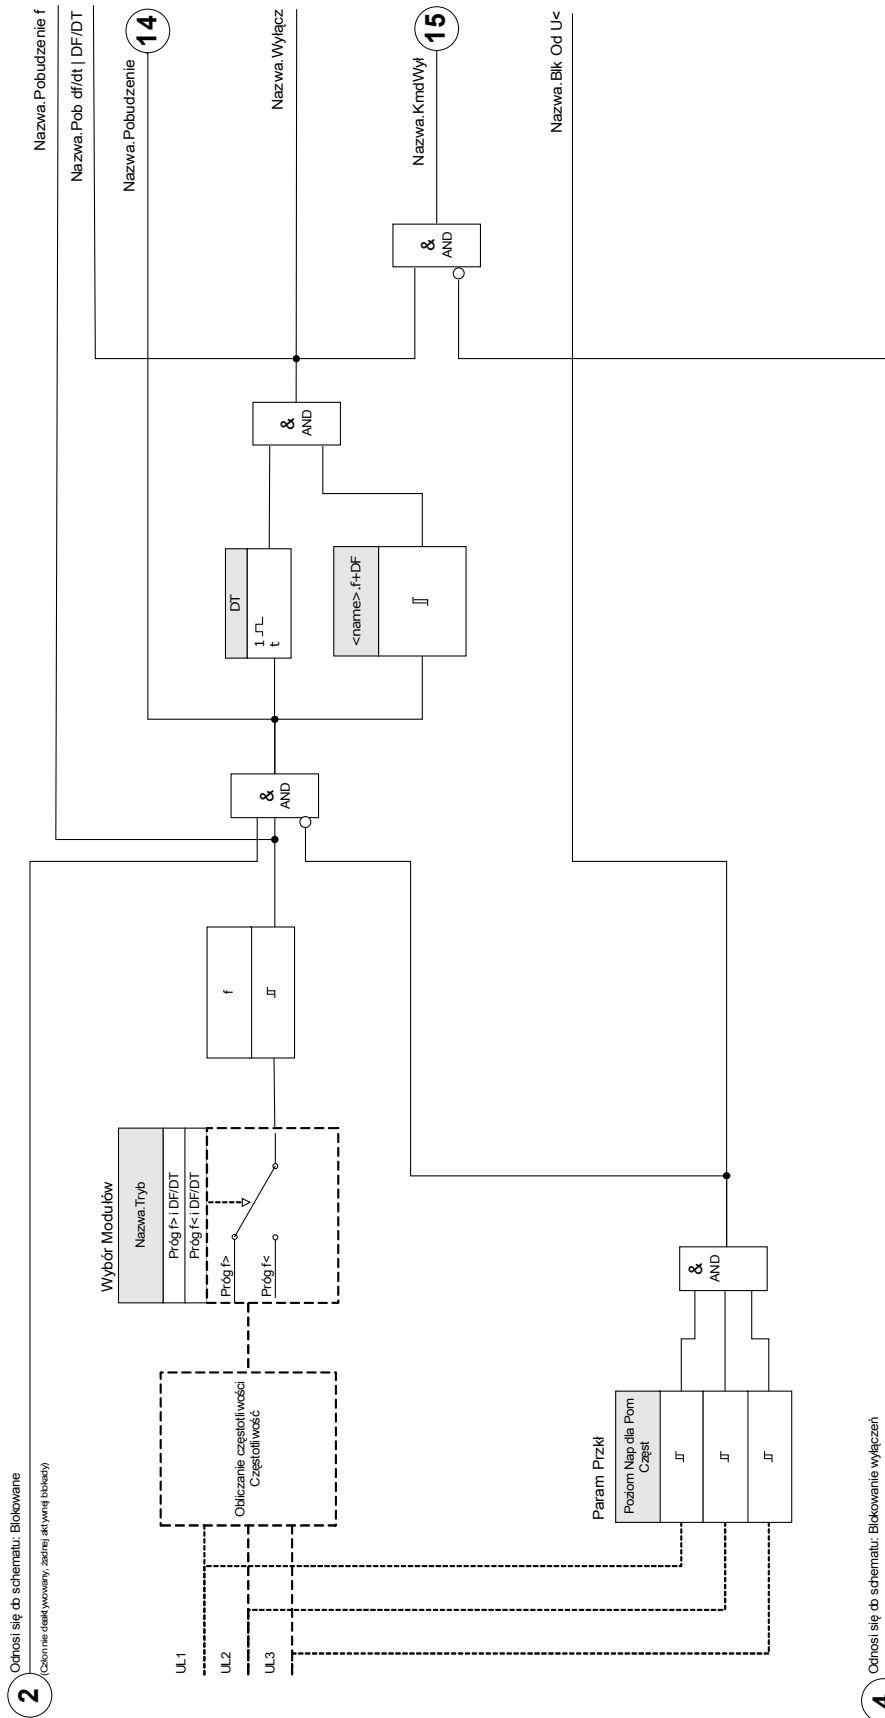 2
Odnosi się do schematu: Blokowane
(Człon nie deaktywowany, żadnej aktywnej blokady)
UL1
UL2
UL3
Obliczanie częstotliwości
Częstotliwość
Wybór Modułów
Nazwa.Tryb
Próg f> i DF/DT
Próg f< i DF/DT
Próg f>
Próg f<
f
&
AND
DT
1
t
<name>.f+DF
&
AND
&
AND
Nazwa.Pobudzenie f
Nazwa.Pob df/dt | DF/DT
Nazwa.Pobudzenie
14
Nazwa.Wyłącz
Nazwa.KmdWył
15
Nazwa.Blk Od U<
Param Przkł
Poziom Nap dla Pom
Częst
&
AND
4
Odnosi się do schematu: Blokowanie wyłączeń